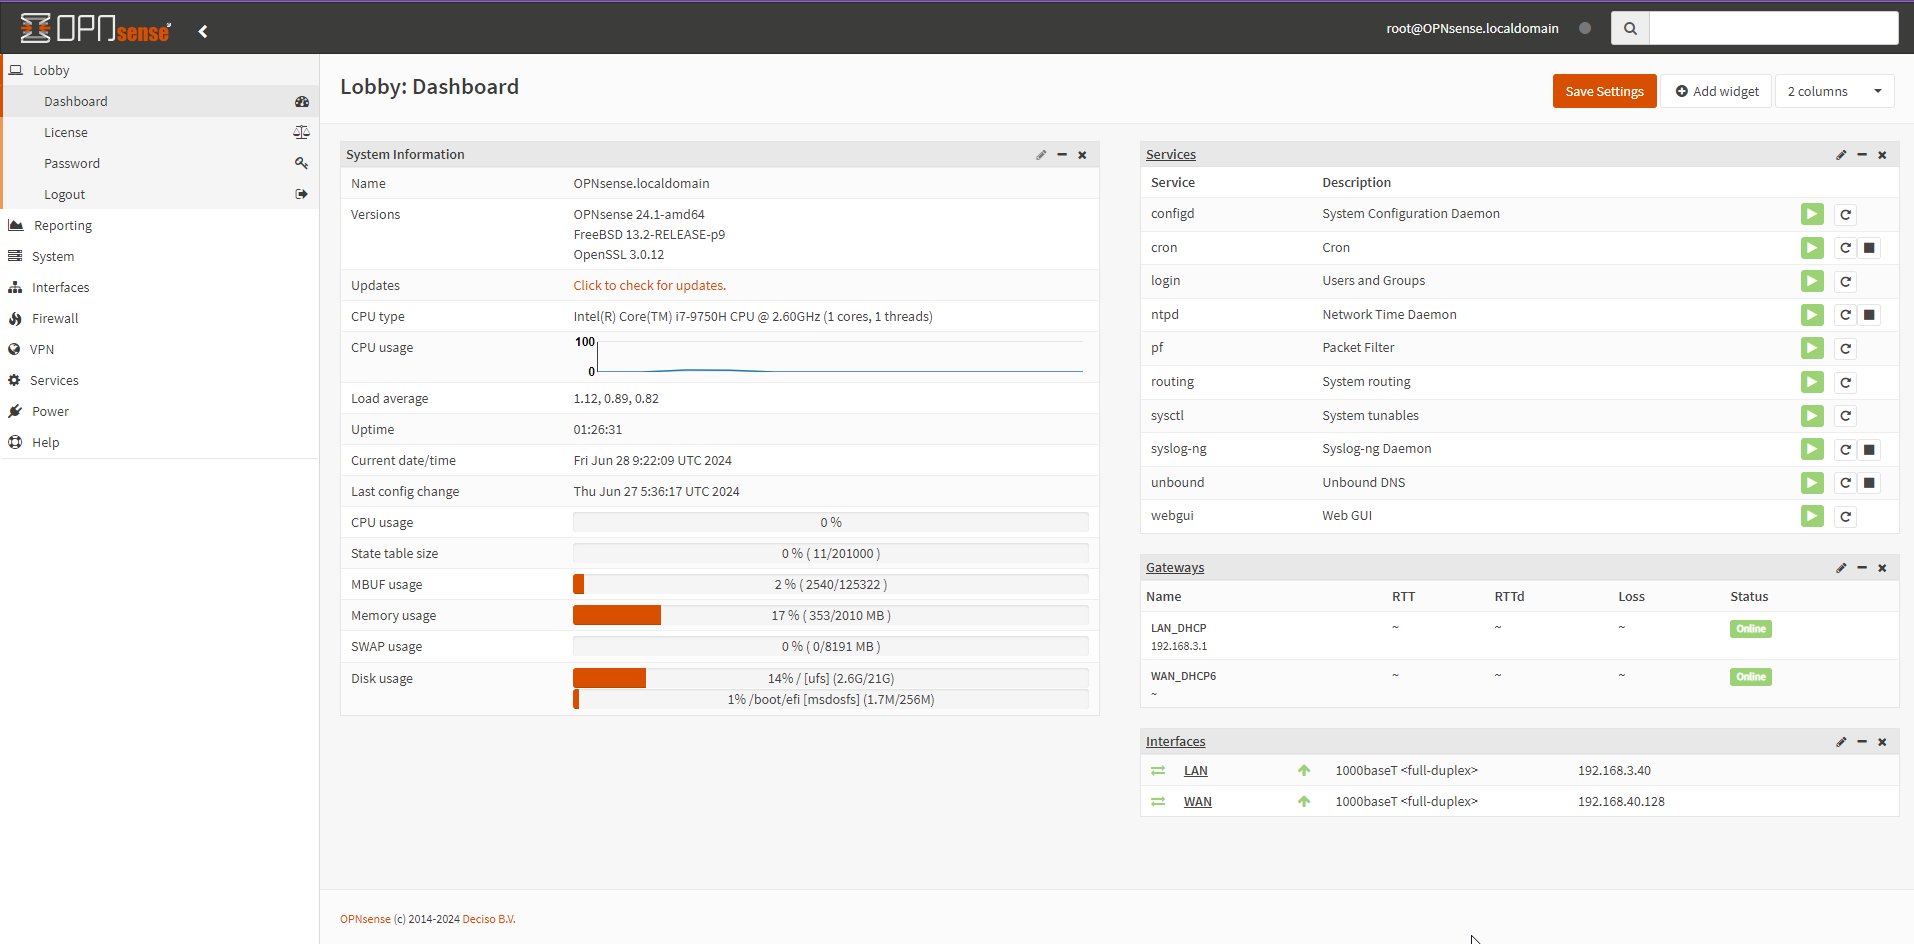 OPNsense
root@OPNsense.localdomain
Lobby
Dashboard
License
Password
Logout
Reporting
System
Interfaces
Firewall
VPN
Services
Power
Help
Lobby: Dashboard
Save Settings
Add widget
2 columns
System Information
Name OPNsense.localdomain
Versions OPNsense 24.1-amd64
FreeBSD 13.2-RELEASE-p9
OpenSSL 3.0.12
Updates Click to check for updates.
CPU type Intel(R) Core(TM) i7-9750H CPU @ 2.60GHz (1 cores, 1 threads)
CPU usage 100
0
Load average 1.12, 0.89, 0.82
Uptime 01:26:31
Current date/time Fri Jun 28 9:22:09 UTC 2024
Last config change Thu Jun 27 5:36:17 UTC 2024
CPU usage 0 %
State table size 0 % ( 11/201000 )
MBUF usage 2 % ( 2540/125322 )
Memory usage 17 % ( 353/2010 MB )
SWAP usage 0 % ( 0/8191 MB )
Disk usage 14% / [ufs] (2.6G/21G)
1% /boot/efi [msdosfs] (1.7M/256M)
Services
Service Description
configd System Configuration Daemon
cron Cron
login Users and Groups
ntpd Network Time Daemon
pf Packet Filter
routing System routing
sysctl System tunables
syslog-ng Syslog-ng Daemon
unbound Unbound DNS
webgui Web GUI
Gateways
Name RTT RTTd Loss Status
LAN_DHCP ~ ~ ~ Online
192.168.3.1
WAN_DHCP6 ~ ~ ~ Online
~
Interfaces
LAN 1000baseT <full-duplex> 192.168.3.40
WAN 1000baseT <full-duplex> 192.168.40.128
OPNsense (c) 2014-2024 Deciso B.V.